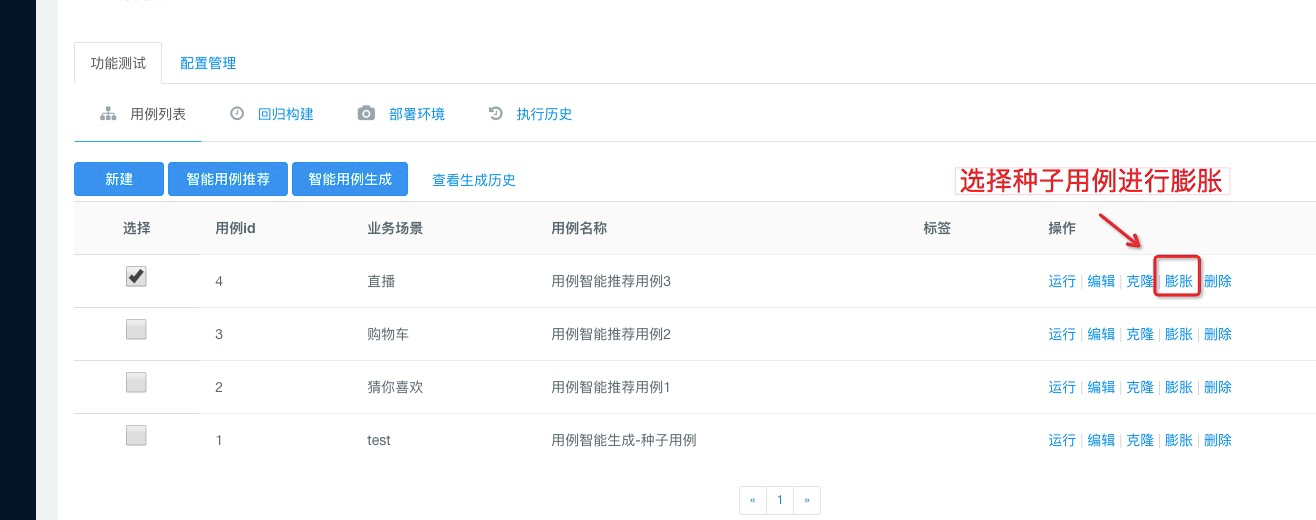 功能测试 配置管理
用例列表 回归构建 部署环境 执行历史
新建 智能用例推荐 智能用例生成 查看生成历史
选择种子用例进行膨胀
选择 用例id 业务场景 用例名称 标签 操作
4 直播 用例智能推荐用例3 运行 | 编辑 | 克隆 | 膨胀 | 删除
3 购物车 用例智能推荐用例2 运行 | 编辑 | 克隆 | 膨胀 | 删除
2 猜你喜欢 用例智能推荐用例1 运行 | 编辑 | 克隆 | 膨胀 | 删除
1 test 用例智能生成-种子用例 运行 | 编辑 | 克隆 | 膨胀 | 删除
« 1 »